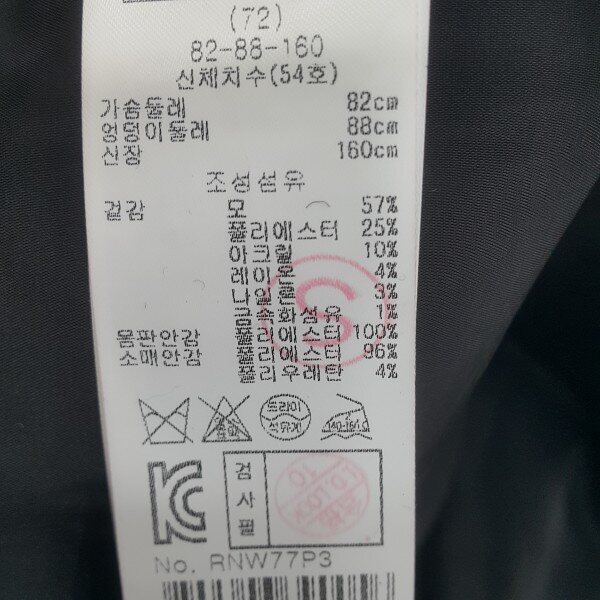 (72)
82-88-160
신체치수(54호)
가슴둘레 82cm
엉덩이둘레 88cm
신장 160cm
조성섬유
겉감 모 57%
폴리에스터 25%
아크릴 10%
레이온 4%
나일론 3%
금속화섬유 1%
몸판안감 폴리에스터 100%
소매안감 폴리에스터 96%
폴리우레탄 4%
드라이
석유계
KC
검사필
10
No. RNW77P3